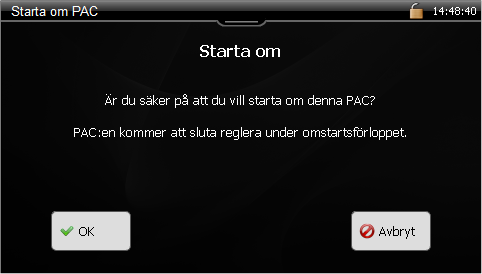 Starta om PAC
14:48:40
Starta om
Är du säker på att du vill starta om denna PAC?
PAC:en kommer att sluta reglera under omstartsförloppet.
OK
Avbryt